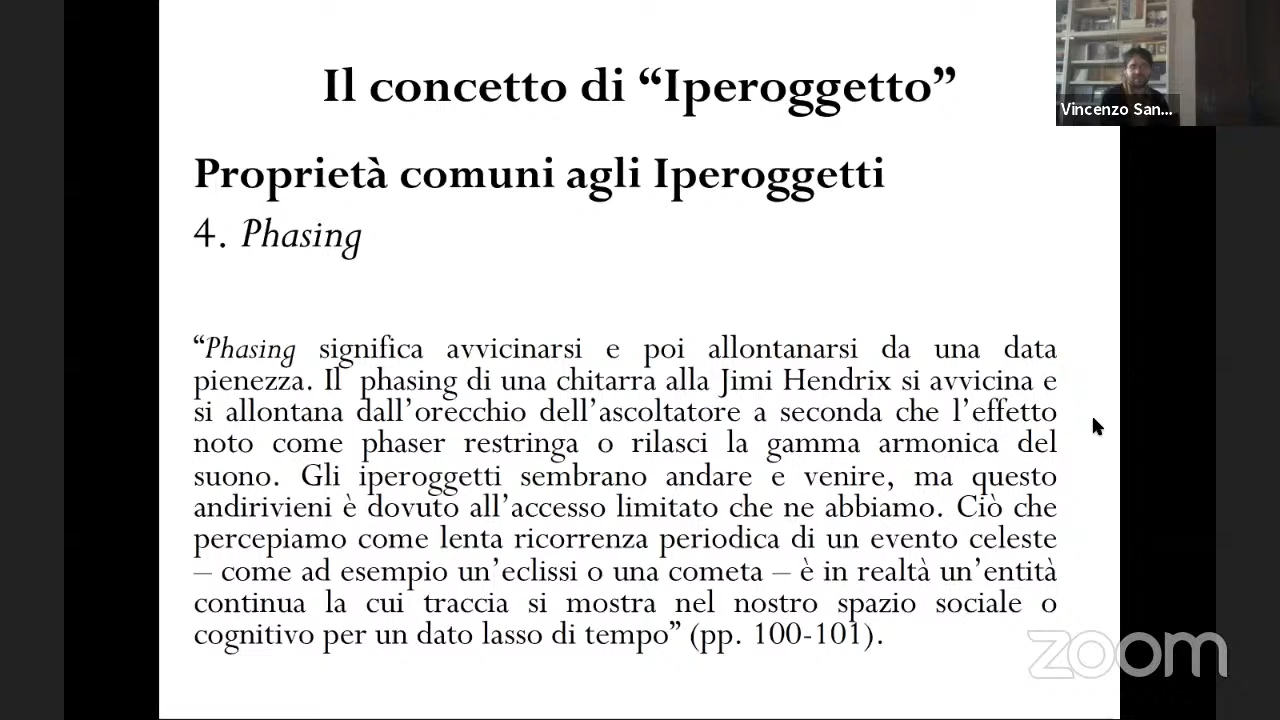 Il concetto di “Iperoggetto”
Vincenzo San...
Proprietà comuni agli Iperoggetti
4. Phasing
“Phasing significa avvicinarsi e poi allontanarsi da una data
pienezza. Il phasing di una chitarra alla Jimi Hendrix si avvicina e
si allontana dall’orecchio dell’ascoltatore a seconda che l’effetto
noto come phaser restringa o rilasci la gamma armonica del
suono. Gli iperoggetti sembrano andare e venire, ma questo
andirivieni è dovuto all’accesso limitato che ne abbiamo. Ciò che
percepiamo come lenta ricorrenza periodica di un evento celeste
– come ad esempio un’eclissi o una cometa – è in realtà un’entità
continua la cui traccia si mostra nel nostro spazio sociale o
cognitivo per un dato lasso di tempo” (pp. 100-101).
zoom